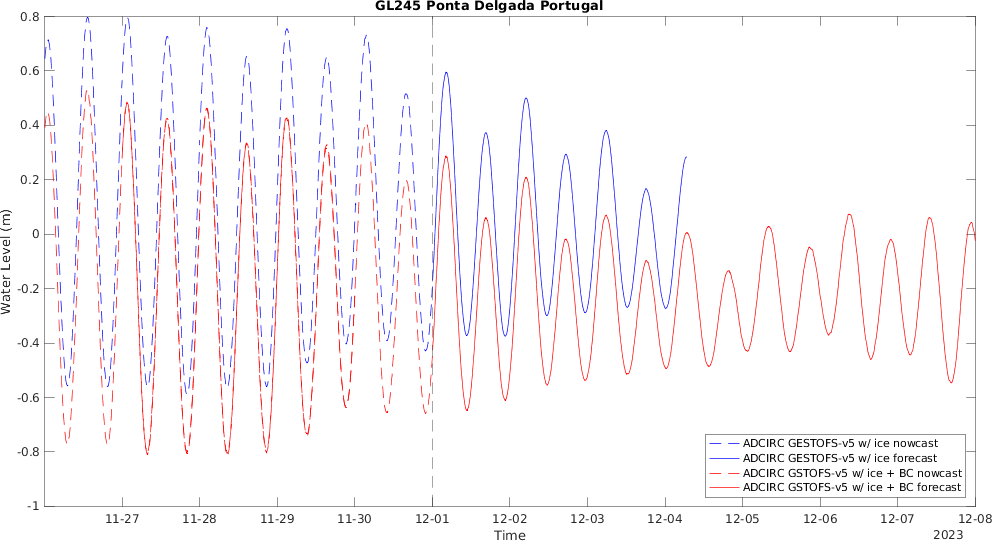 GL245 Ponta Delgada Portugal
Water Level (m)
0.8
0.6
0.4
0.2
0
-0.2
-0.4
-0.6
-0.8
-1
ADCIRC GESTOFS-v5 w/ ice nowcast
ADCIRC GESTOFS-v5 w/ ice forecast
ADCIRC GSTOFS-v5 w/ ice + BC nowcast
ADCIRC GSTOFS-v5 w/ ice + BC forecast
11-27 11-28 11-29 11-30 12-01 12-02 12-03 12-04 12-05 12-06 12-07 12-08
Time
2023